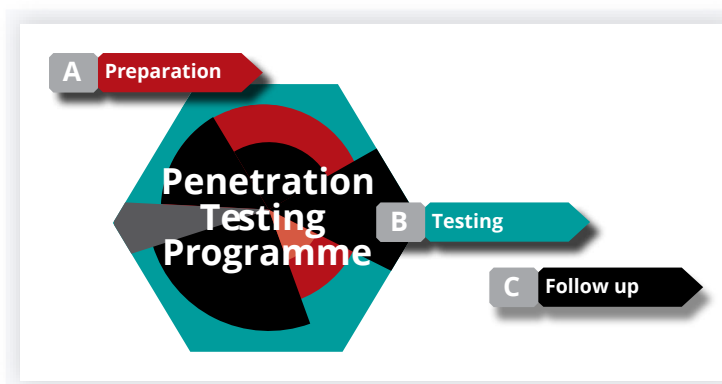 A Preparation
Penetration
Testing
Programme
B Testing
C Follow up